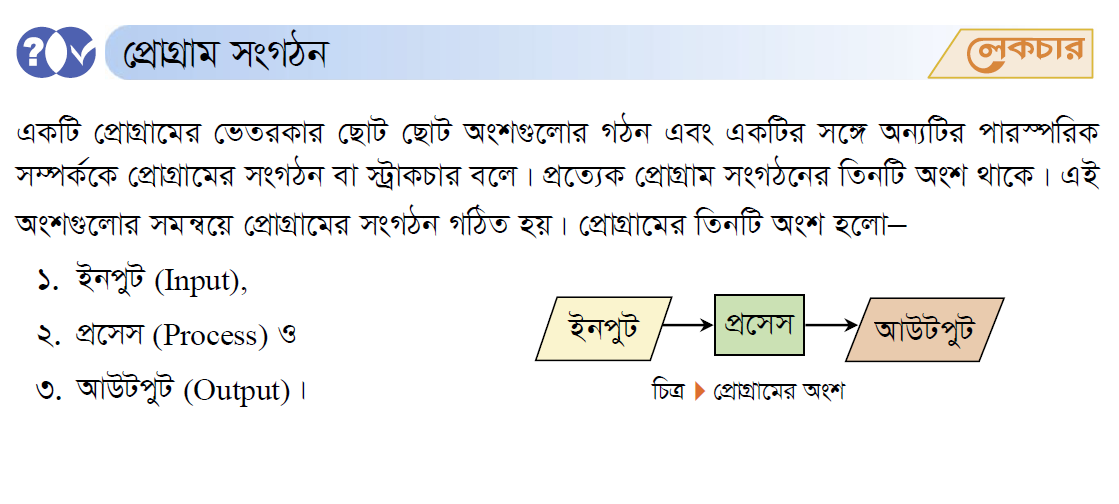 প্রোগ্রাম সংগঠন
লেকচার
একটি প্রোগ্রামের ভেতরকার ছোট ছোট অংশগুলোর গঠন এবং একটির সঙ্গে অন্যটির পারস্পরিক
সম্পর্ককে প্রোগ্রামের সংগঠন বা স্ট্রাকচার বলে। প্রত্যেক প্রোগ্রাম সংগঠনের তিনটি অংশ থাকে। এই
অংশগুলোর সমন্বয়ে প্রোগ্রামের সংগঠন গঠিত হয়। প্রোগ্রামের তিনটি অংশ হলো–
১. ইনপুট (Input),
২. প্রসেস (Process) ও
৩. আউটপুট (Output)।
ইনপুট
প্রসেস
আউটপুট
চিত্র প্রোগ্রামের অংশ